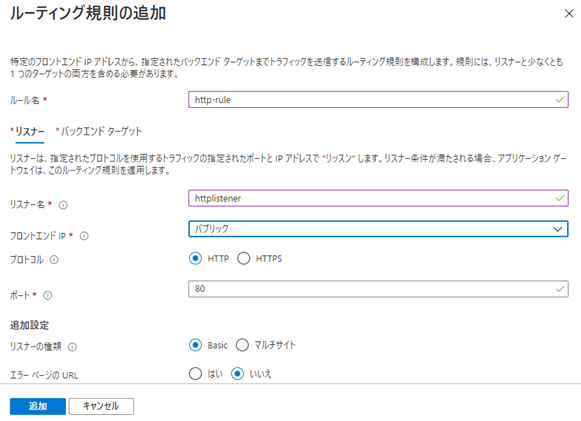 ルーティング規則の追加
特定のフロントエンド IP アドレスから、指定されたバックエンド ターゲットまでトラフィックを送信するルーティング規則を構成します。規則には、リスナーと少なくとも
1 つのターゲットの両方を含める必要があります。
ルール名 * http-rule
* リスナー * バックエンド ターゲット
リスナーは、指定されたプロトコルを使用するトラフィックの指定されたポートと IP アドレスで "リッスン" します。リスナー条件が満たされる場合、アプリケーション ゲー
トウェイは、このルーティング規則を適用します。
リスナー名 * httplistener
フロントエンド IP * パブリック
プロトコル HTTP HTTPS
ポート * 80
追加設定
リスナーの種類 Basic マルチサイト
エラー ページの URL はい いいえ
追加 キャンセル